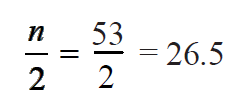 n/2 = 53/2 = 26.5